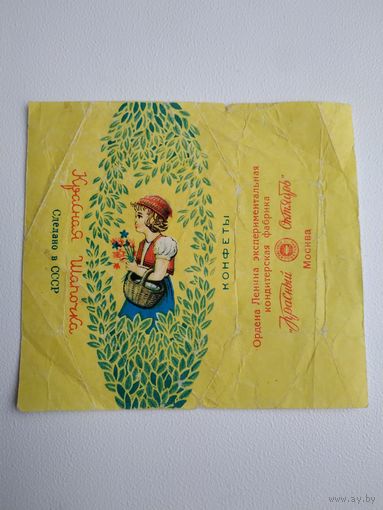 Красная Шапочка
Сделано в СССР
КОНФЕТЫ
Ордена Ленина экспериментальная
кондитерская фабрика
"Красный Октябрь"
Москва
www.ay.by